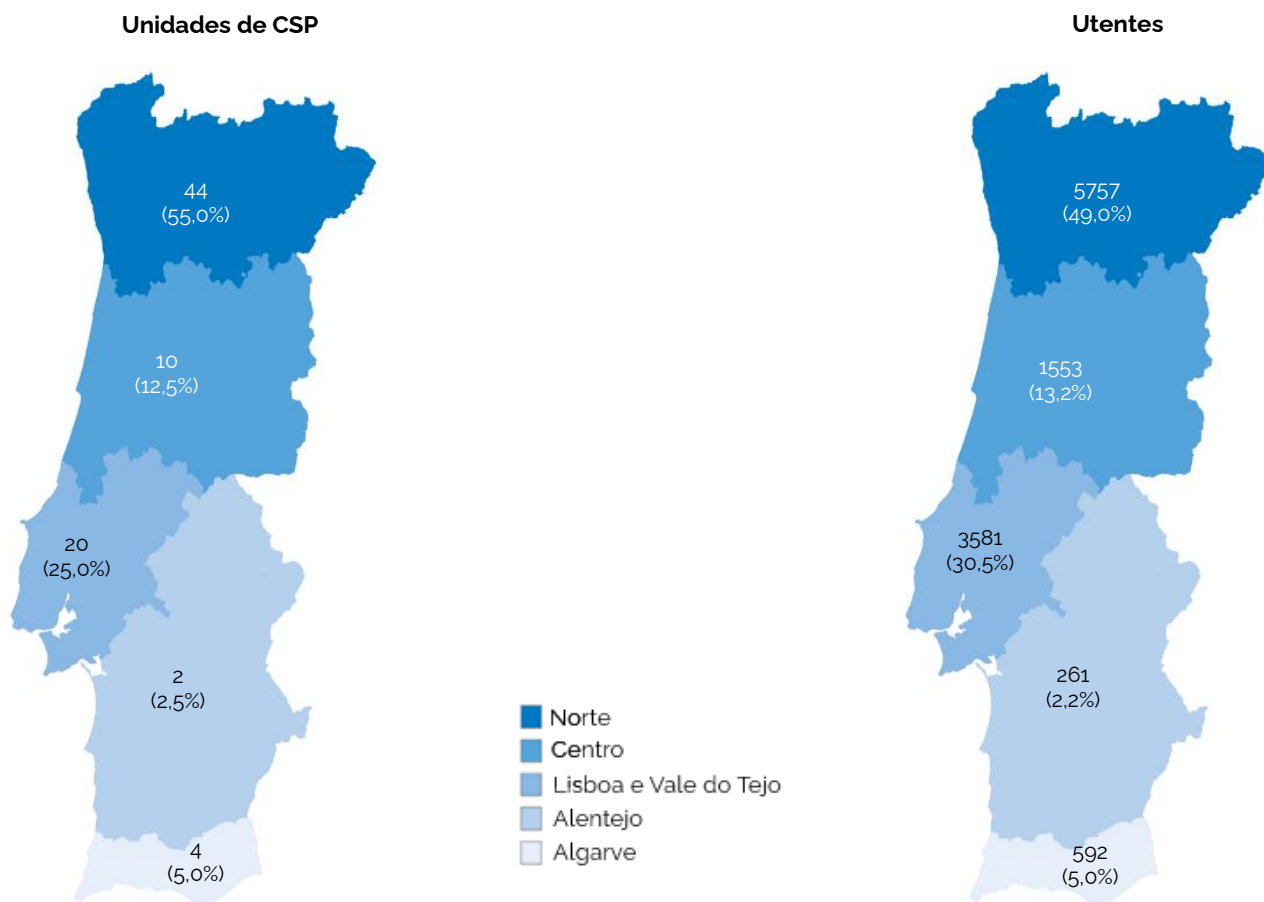 Unidades de CSP
44
(55,0%)
10
(12,5%)
20
(25,0%)
2
(2,5%)
4
(5,0%)
Norte
Centro
Lisboa e Vale do Tejo
Alentejo
Algarve
Utentes
5757
(49,0%)
1553
(13,2%)
3581
(30,5%)
261
(2,2%)
592
(5,0%)